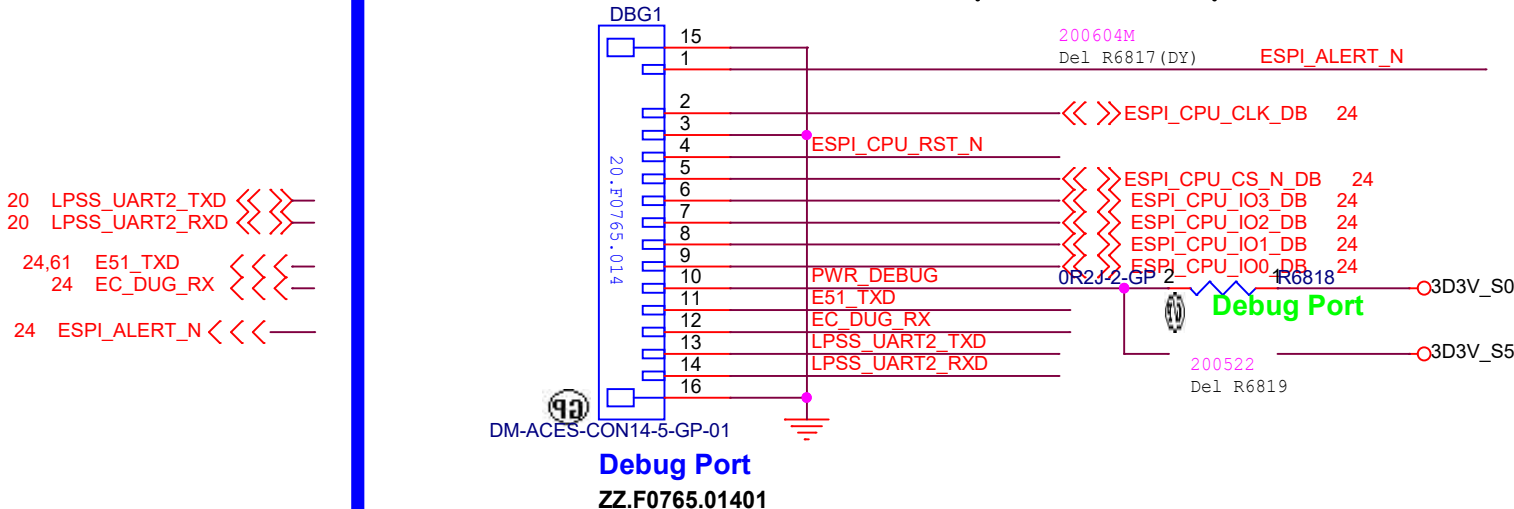 DBG1
15
1
200604M
Del R6817(DY)
ESPI_ALERT_N
2
ESPI_CPU_CLK_DB 24
3
4
ESPI_CPU_RST_N
5
ESPI_CPU_CS_N_DB 24
6
ESPI_CPU_IO3_DB 24
7
ESPI_CPU_IO2_DB 24
8
ESPI_CPU_IO1_DB 24
9
ESPI_CPU_IO0_DB 24
10
PWR_DEBUG
0R2J-2-GP
2
1
R6818
3D3V_S0
Debug Port
11
E51_TXD
12
EC_DUG_RX
13
LPSS_UART2_TXD
14
LPSS_UART2_RXD
16
3D3V_S5
200522
Del R6819
20.F0765.014
20 LPSS_UART2_TXD
20 LPSS_UART2_RXD
24,61 E51_TXD
24 EC_DUG_RX
24 ESPI_ALERT_N
GP
DM-ACES-CON14-5-GP-01
Debug Port
ZZ.F0765.01401